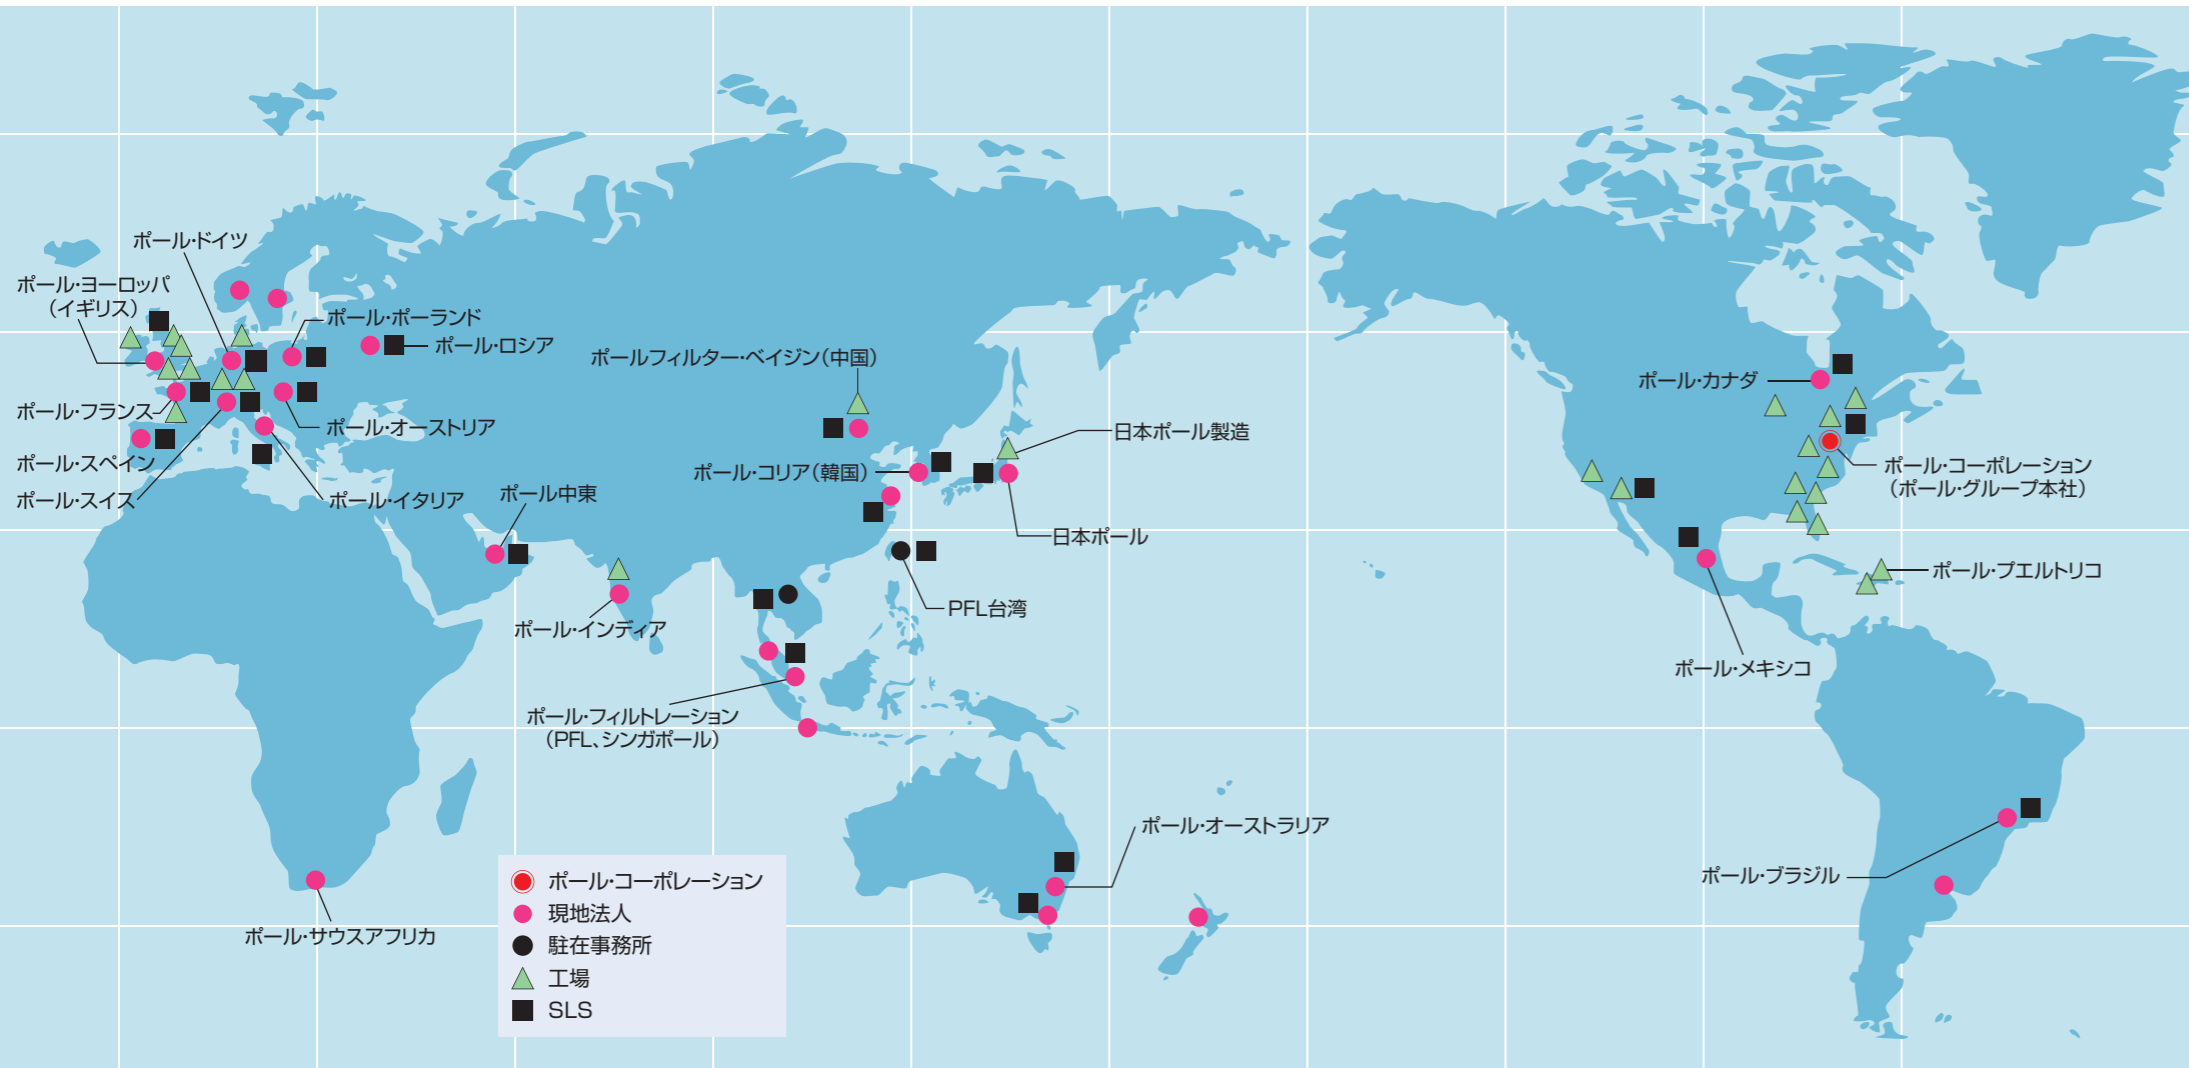 ポール・ドイツ
ポール・ヨーロッパ
（イギリス）
ポール・ポーランド
ポール・ロシア
ポール・フランス
ポール・オーストリア
ポール・スペイン
ポール・スイス
ポール・イタリア
ポール中東
ポールフィルター・ベイジン（中国）
ポール・コリア（韓国）
日本ポール製造
日本ポール
PFL台湾
ポール・インディア
ポール・フィルトレーション
（PFL、シンガポール）
ポール・オーストラリア
ポール・サウスアフリカ
ポール・カナダ
ポール・コーポレーション
（ポール・グループ本社）
ポール・プエルトリコ
ポール・メキシコ
ポール・ブラジル
ポール・コーポレーション
現地法人
駐在事務所
工場
SLS